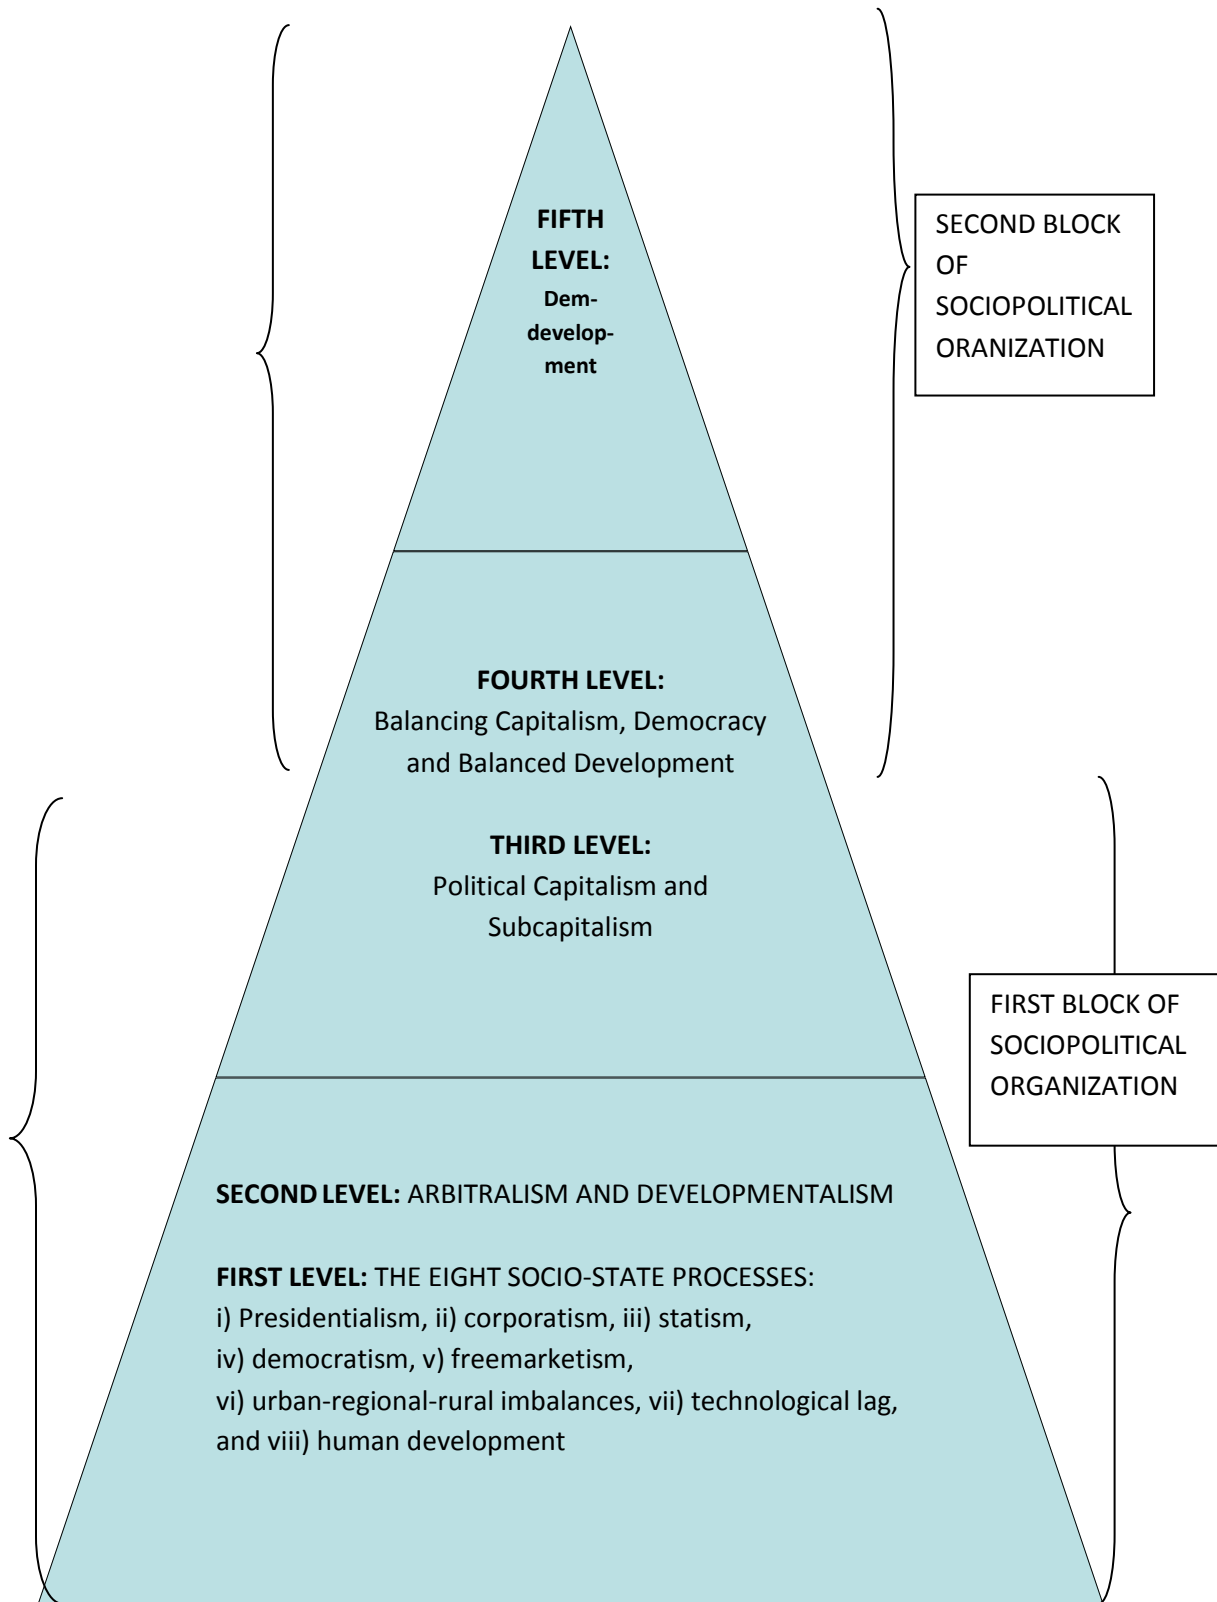 FIFTH
LEVEL:
Dem-
develop-
ment
SECOND BLOCK
OF
SOCIOPOLITICAL
ORANIZATION
FOURTH LEVEL:
Balancing Capitalism, Democracy
and Balanced Development
THIRD LEVEL:
Political Capitalism and
Subcapitalism
FIRST BLOCK OF
SOCIOPOLITICAL
ORGANIZATION
SECOND LEVEL: ARBITRALISM AND DEVELOPMENTALISM
FIRST LEVEL: THE EIGHT SOCIO-STATE PROCESSES:
i) Presidentialism, ii) corporatism, iii) statism,
iv) democratism, v) freemarketism,
vi) urban-regional-rural imbalances, vii) technological lag,
and viii) human development